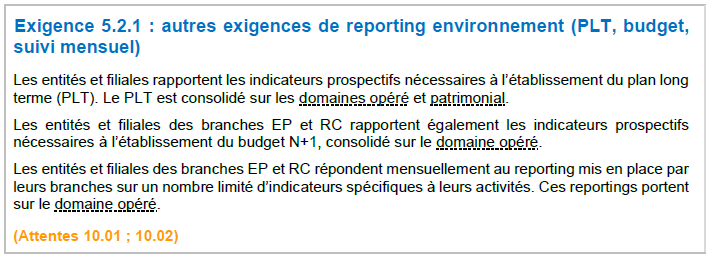 Exigence 5.2.1 : autres exigences de reporting environnement (PLT, budget,
suivi mensuel)
Les entités et filiales rapportent les indicateurs prospectifs nécessaires à l'établissement du plan long
terme (PLT). Le PLT est consolidé sur les domaines opéré et patrimonial.
Les entités et filiales des branches EP et RC rapportent également les indicateurs prospectifs
nécessaires à l'établissement du budget N+1, consolidé sur le domaine opéré.
Les entités et filiales des branches EP et RC répondent mensuellement au reporting mis en place par
leurs branches sur un nombre limité d'indicateurs spécifiques à leurs activités. Ces reportings portent
sur le domaine opéré.
(Attentes 10.01 ; 10.02)